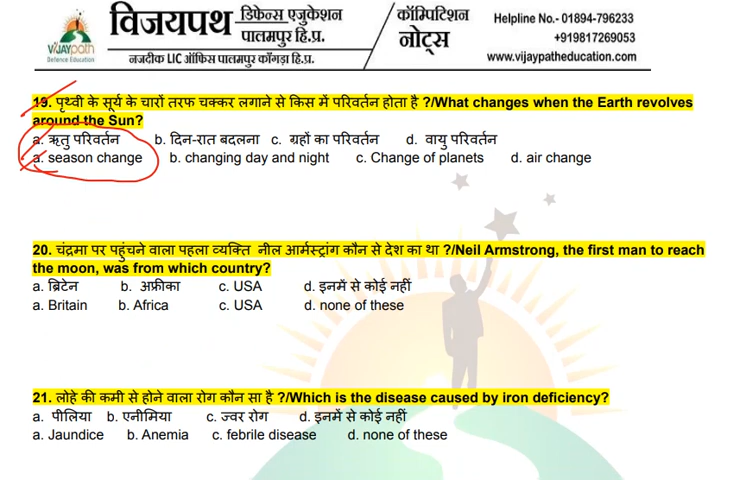 विजयपथ डिफेन्स एजुकेशन पालमपुर हि.प्र.
नजदीक LIC ऑफिस पालमपुर काँगड़ा हि.प्र.
VIJAYpath
Defence Education
कॉम्पिटिशन
नोट्स
Helpline No.- 01894-796233
+919817269053
www.vijaypatheducation.com
19. पृथ्वी के सूर्य के चारों तरफ चक्कर लगाने से किस में परिवर्तन होता है ?/What changes when the Earth revolves
around the Sun?
a. ऋतु परिवर्तन b. दिन-रात बदलना c. ग्रहों का परिवर्तन d. वायु परिवर्तन
a. season change b. changing day and night c. Change of planets d. air change
20. चंद्रमा पर पहुंचने वाला पहला व्यक्ति नील आर्मस्ट्रांग कौन से देश का था ?/Neil Armstrong, the first man to reach
the moon, was from which country?
a. ब्रिटेन b. अफ्रीका c. USA d. इनमें से कोई नहीं
a. Britain b. Africa c. USA d. none of these
21. लोहे की कमी से होने वाला रोग कौन सा है ?/Which is the disease caused by iron deficiency?
a. पीलिया b. एनीमिया c. ज्वर रोग d. इनमें से कोई नहीं
a. Jaundice b. Anemia c. febrile disease d. none of these